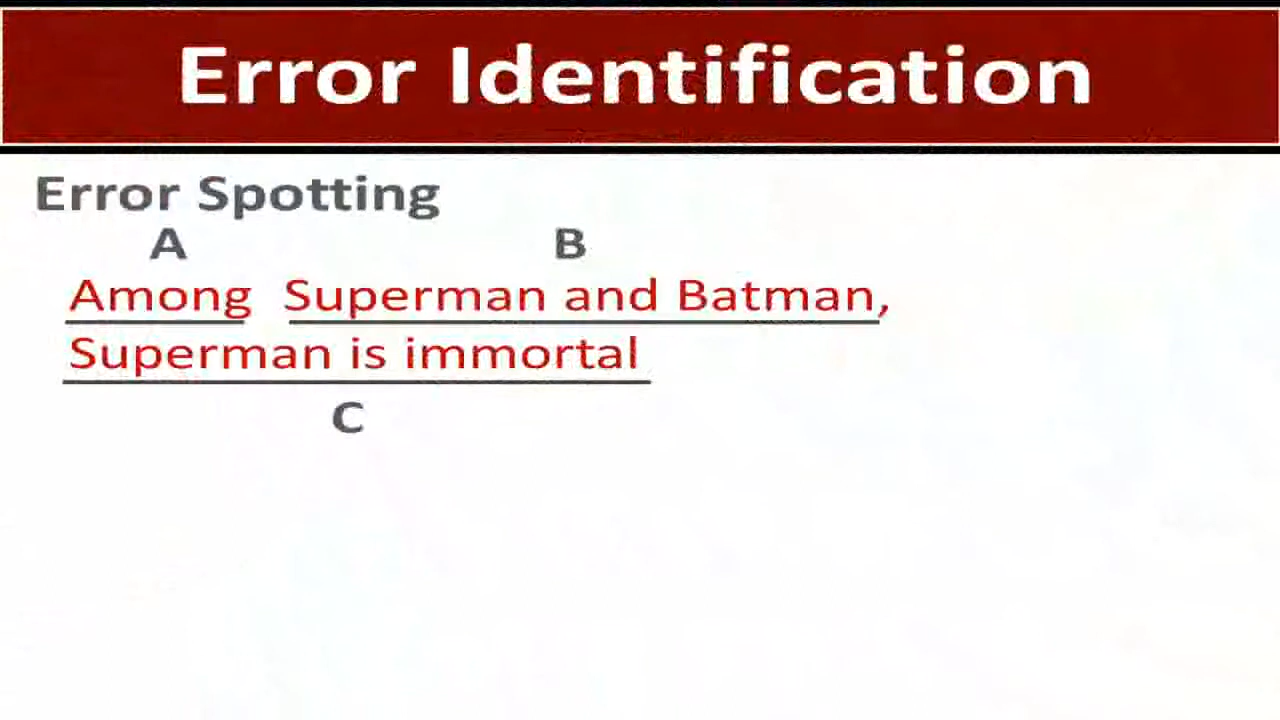 Error Identification
Error Spotting
A B
Among Superman and Batman,
Superman is immortal
C